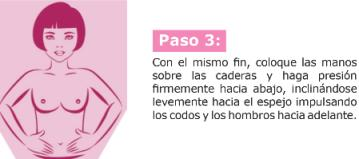 Paso 3:
Con el mismo fin, coloque las manos
sobre las caderas y haga presión
firmemente hacia abajo, inclinándose
levemente hacia el espejo impulsando
los codos y los hombros hacia adelante.